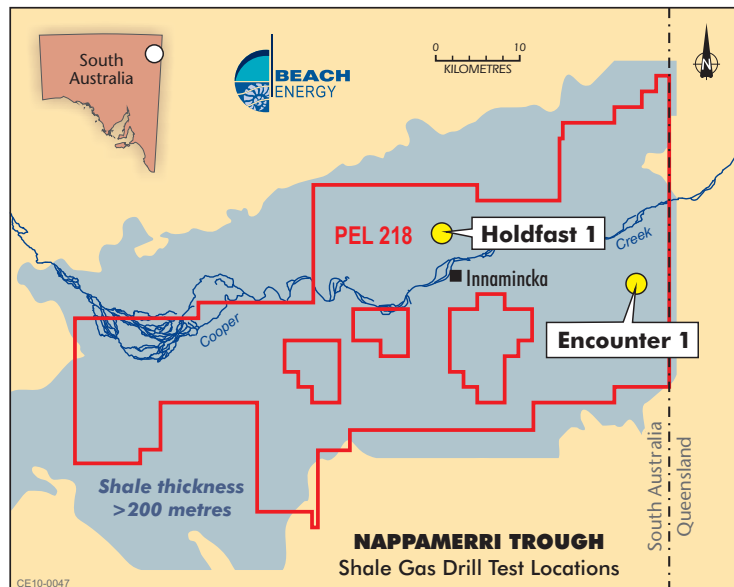 South
Australia
BEACH
ENERGY
0 10
KILOMETRES
N
PEL 218
Holdfast 1
Creek
Innamincka
Cooper
Encounter 1
Shale thickness
>200 metres
South Australia
Queensland
NAPPAMERRI TROUGH
Shale Gas Drill Test Locations
CE10-0047